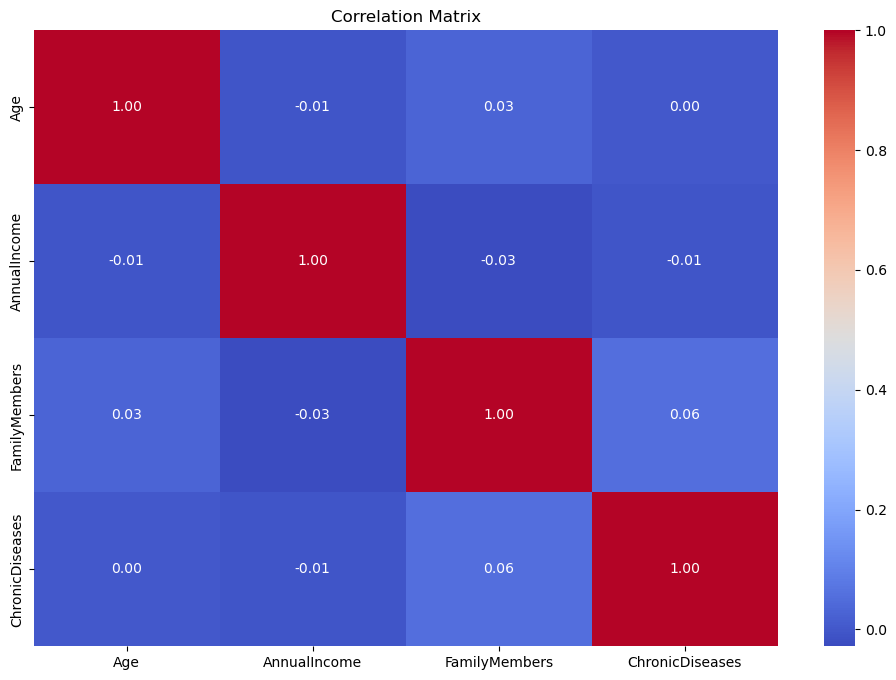 Correlation Matrix
Age
1.00
-0.01
0.03
0.00
AnnualIncome
-0.01
1.00
-0.03
-0.01
FamilyMembers
0.03
-0.03
1.00
0.06
ChronicDiseases
0.00
-0.01
0.06
1.00
Age
AnnualIncome
FamilyMembers
ChronicDiseases
1.0
0.8
0.6
0.4
0.2
0.0